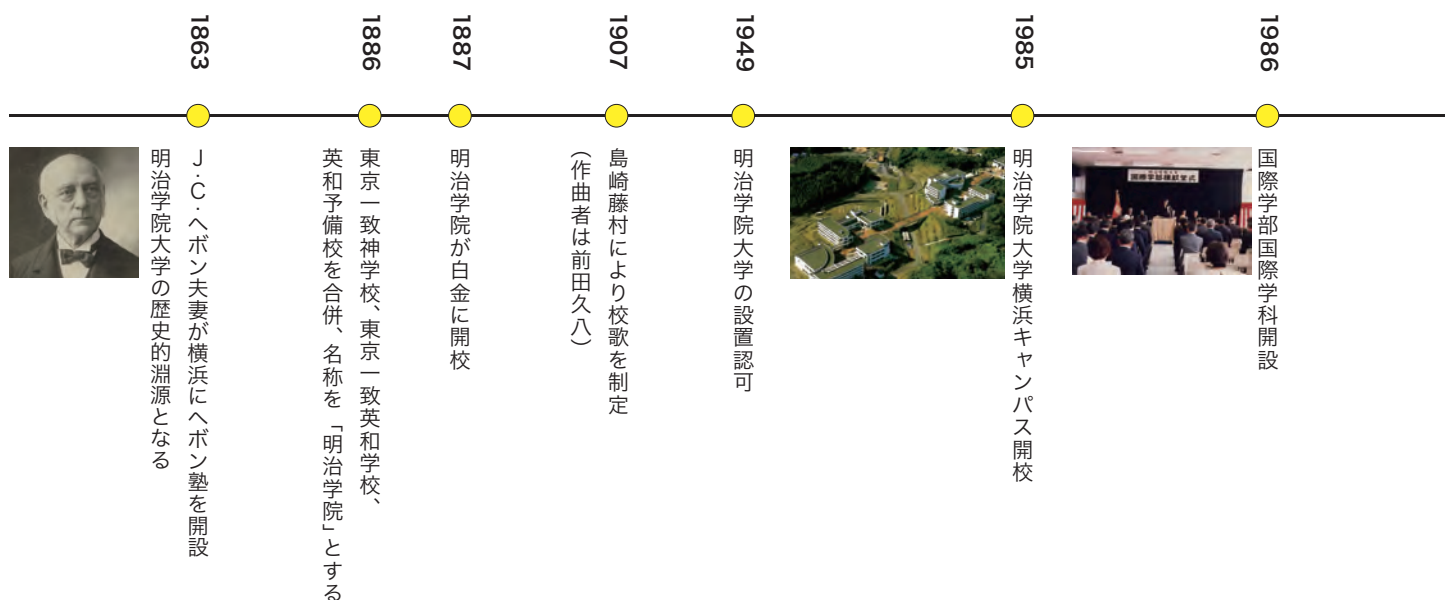 1863
J・C・ヘボン夫妻が横浜にヘボン塾を開設
明治学院大学の歴史的淵源となる
1886
東京一致神学校、東京一致英和学校、
英和予備校を合併、名称を「明治学院」とする
1887
明治学院が白金に開校
1907
島崎藤村により校歌を制定
（作曲者は前田久八）
1949
明治学院大学の設置認可
1985
明治学院大学横浜キャンパス開校
1986
国際学部国際学科開設